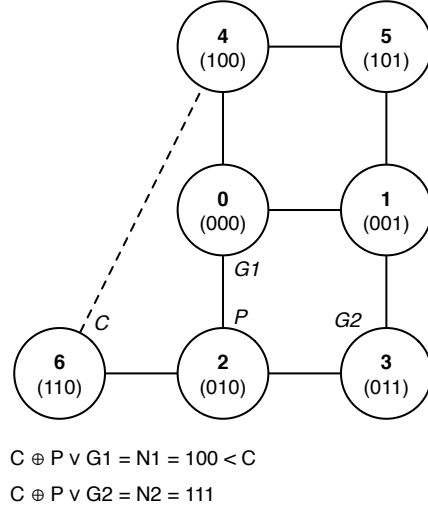 4
(100)
5
(101)
0
(000)
1
(001)
G1
C
P
G2
6
(110)
2
(010)
3
(011)
C ⊕ P v G1 = N1 = 100 < C
C ⊕ P v G2 = N2 = 111